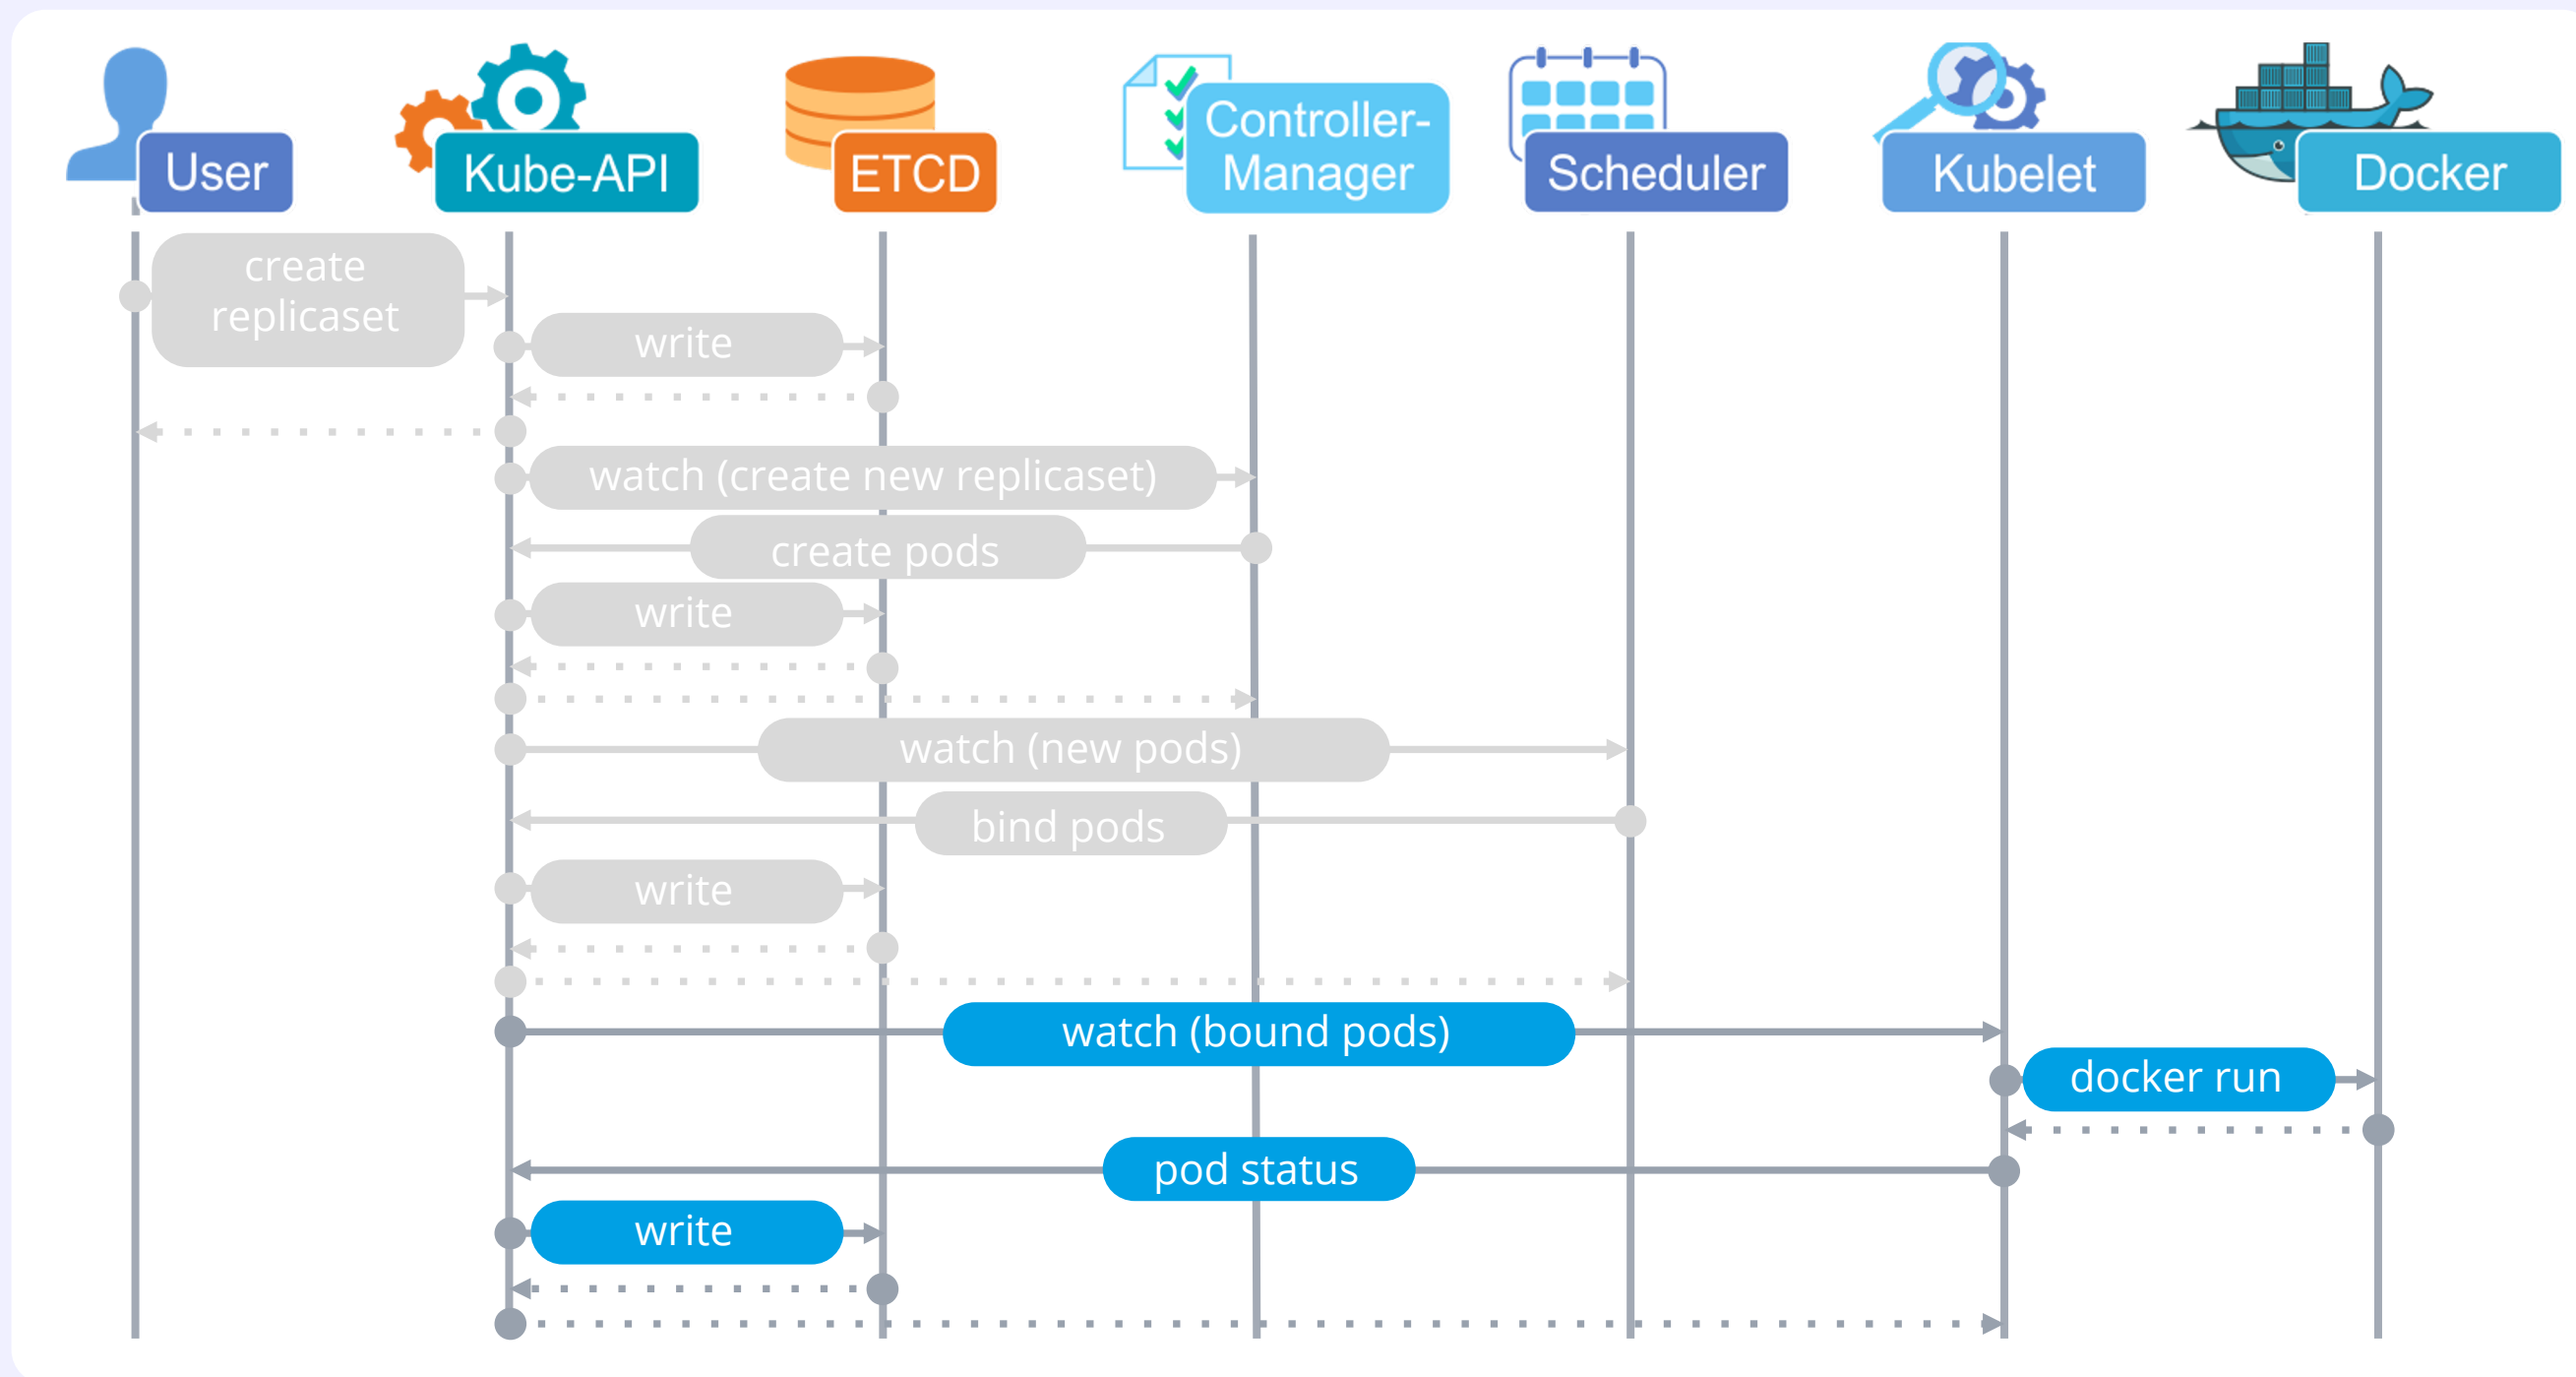 User
Kube-API
ETCD
Controller-
Manager
Scheduler
Kubelet
Docker
create
replicaset
write
watch (create new replicaset)
create pods
write
watch (new pods)
bind pods
write
watch (bound pods)
docker run
pod status
write